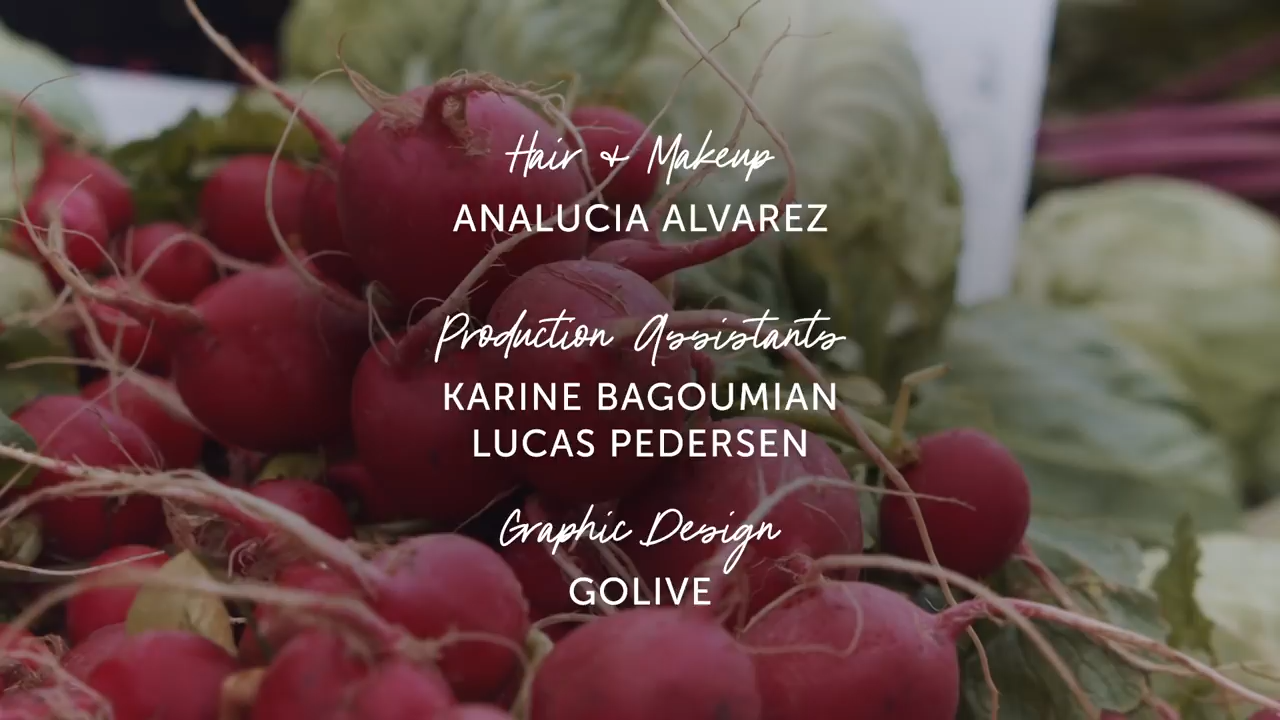 Hair & Makeup
ANALUCIA ALVAREZ
Production Assistants
KARINE BAGOUMIAN
LUCAS PEDERSEN
Graphic Design
GOLIVE